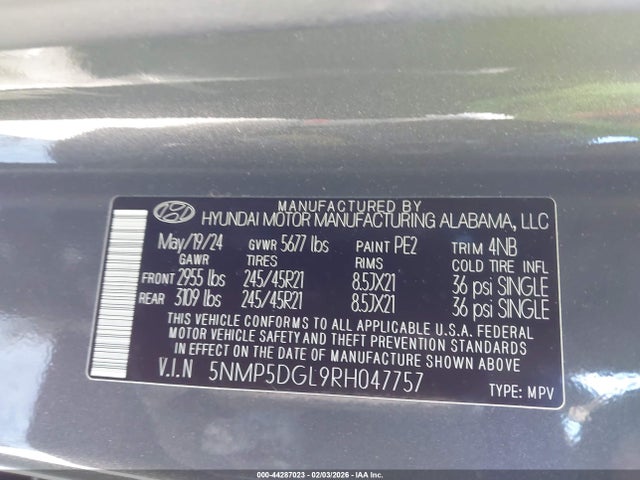 MANUFACTURED BY
HYUNDAI MOTOR MANUFACTURING ALABAMA, LLC
May/19/24 GVWR 5677 lbs PAINT PE2 TRIM 4NB
GAWR TIRES RIMS COLD TIRE INFL
FRONT 2955 lbs 245/45R21 8.5JX21 36 psi SINGLE
REAR 3109 lbs 245/45R21 8.5JX21 36 psi SINGLE
THIS VEHICLE CONFORMS TO ALL APPLICABLE U.S.A. FEDERAL
MOTOR VEHICLE SAFETY AND THEFT PREVENTION STANDARDS
IN EFFECT ON THE DATE OF MANUFACTURE SHOWN ABOVE
V.I.N 5NMP5DGL9RH047757 TYPE: MPV
000-44287023 - 02/03/2026 - IAA Inc.